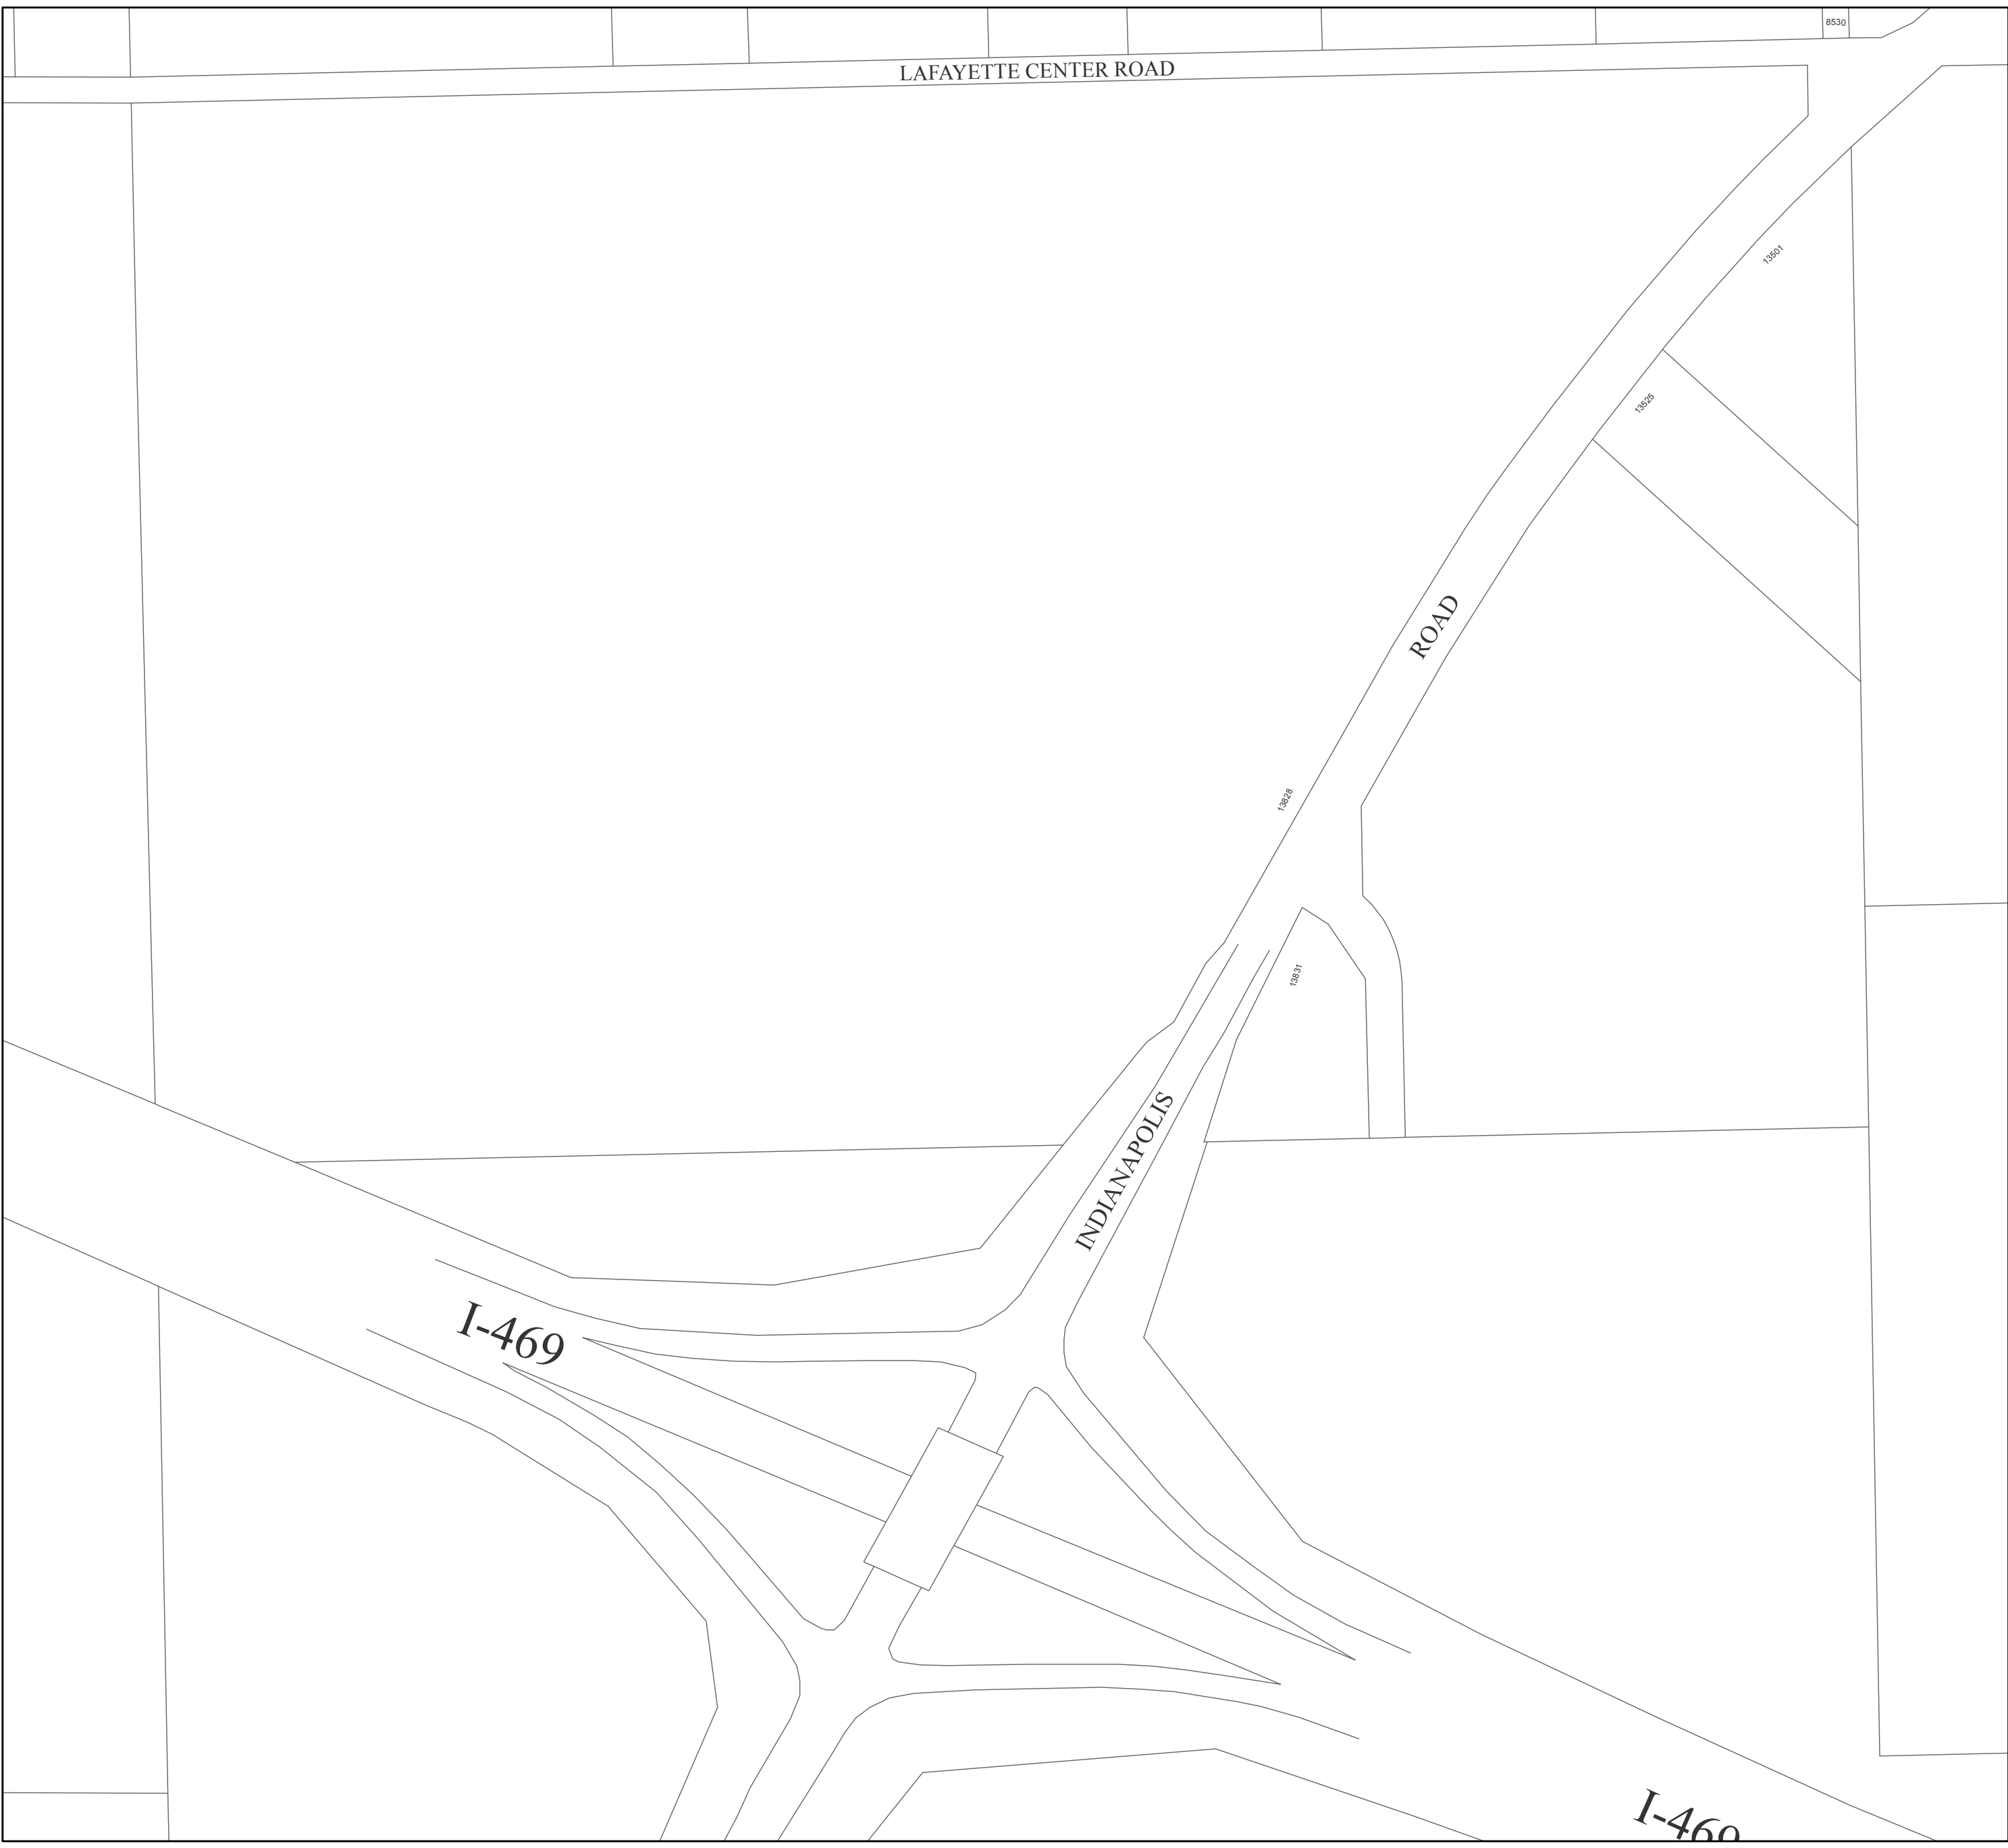 8530
LAFAYETTE CENTER ROAD
13501
13525
ROAD
13828
13831
INDIANAPOLIS
I-469
I-469